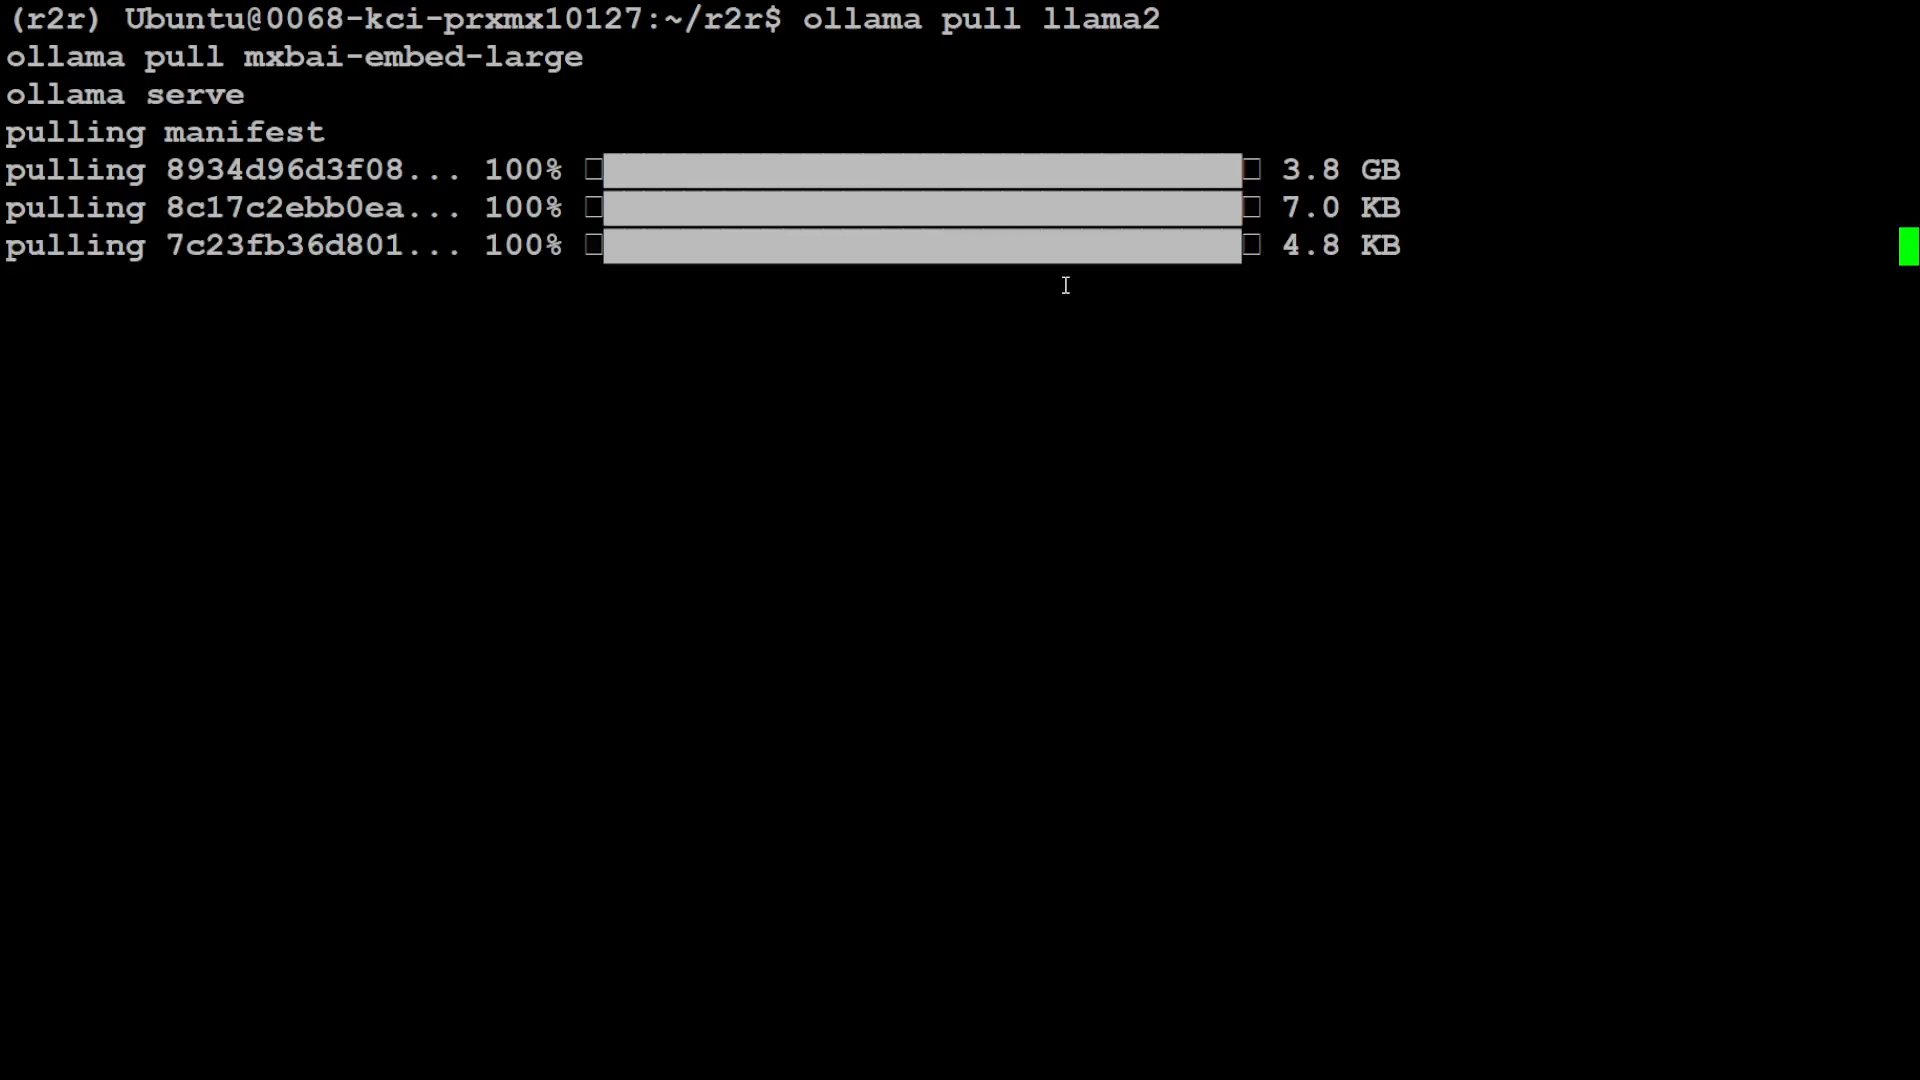 (r2r) Ubuntu@0068-kci-prxmx10127:~/r2r$ ollama pull llama2
ollama pull mxbai-embed-large
ollama serve
pulling manifest
pulling 8934d96d3f08... 100% 3.8 GB
pulling 8c17c2ebb0ea... 100% 7.0 KB
pulling 7c23fb36d801... 100% 4.8 KB